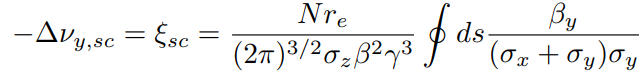 $-\Delta\nu_{y,sc} = \xi_{sc} = \frac{N r_e}{(2\pi)^{3/2} \sigma_z \beta^2 \gamma^3} \oint ds \frac{\beta_y}{(\sigma_x + \sigma_y)\sigma_y}$